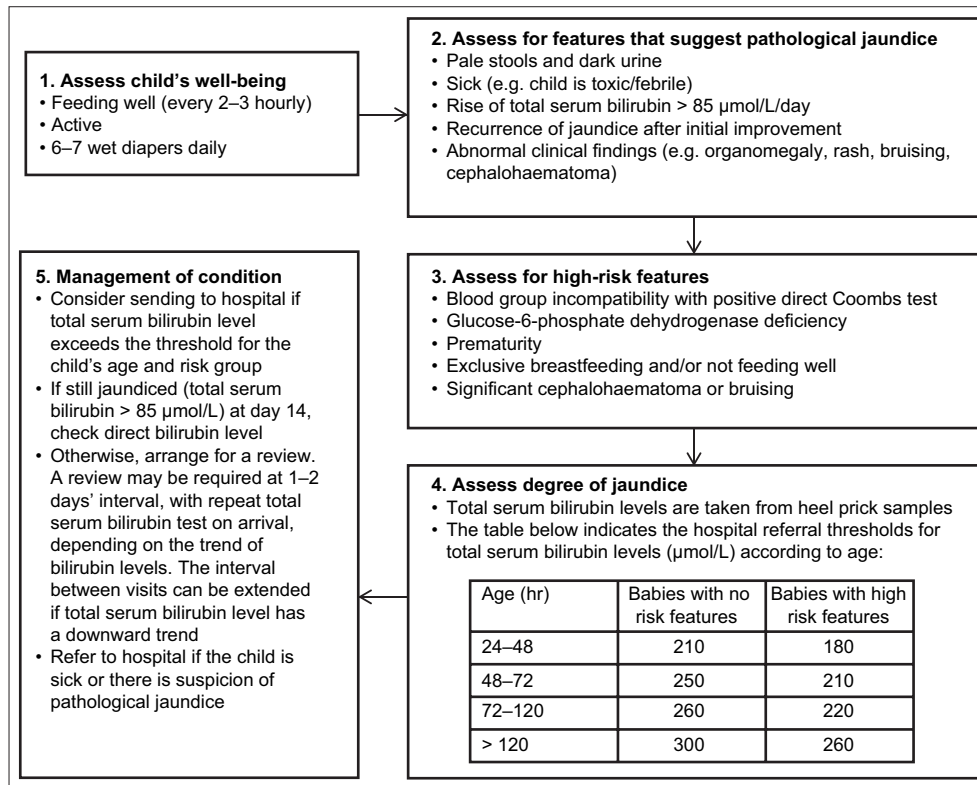 1. Assess child's well-being
• Feeding well (every 2–3 hourly)
• Active
• 6–7 wet diapers daily
2. Assess for features that suggest pathological jaundice
• Pale stools and dark urine
• Sick (e.g. child is toxic/febrile)
• Rise of total serum bilirubin > 85 μmol/L/day
• Recurrence of jaundice after initial improvement
• Abnormal clinical findings (e.g. organomegaly, rash, bruising,
cephalohaematoma)
3. Assess for high-risk features
• Blood group incompatibility with positive direct Coombs test
• Glucose-6-phosphate dehydrogenase deficiency
• Prematurity
• Exclusive breastfeeding and/or not feeding well
• Significant cephalohaematoma or bruising
4. Assess degree of jaundice
• Total serum bilirubin levels are taken from heel prick samples
• The table below indicates the hospital referral thresholds for
total serum bilirubin levels (μmol/L) according to age:
Age (hr) Babies with no Babies with high
risk features risk features
24–48 210 180
48–72 250 210
72–120 260 220
> 120 300 260
5. Management of condition
• Consider sending to hospital if
total serum bilirubin level
exceeds the threshold for the
child's age and risk group
• If still jaundiced (total serum
bilirubin > 85 μmol/L) at day 14,
check direct bilirubin level
• Otherwise, arrange for a review.
A review may be required at 1–2
days' interval, with repeat total
serum bilirubin test on arrival,
depending on the trend of
bilirubin levels. The interval
between visits can be extended
if total serum bilirubin level has
a downward trend
• Refer to hospital if the child is
sick or there is suspicion of
pathological jaundice